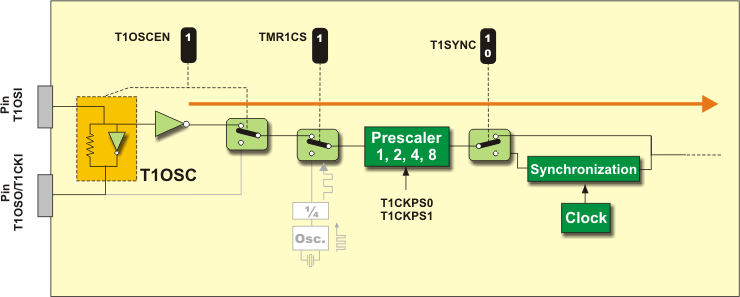 T1OSCEN 1
TMR1CS 1
T1SYNC 1
0
Pin
T1OSI
Prescaler
1, 2, 4, 8
T1OSC
Synchronization
Pin
T1OSO/T1CKI
T1CKPS0
T1CKPS1
¼
Clock
Osc.